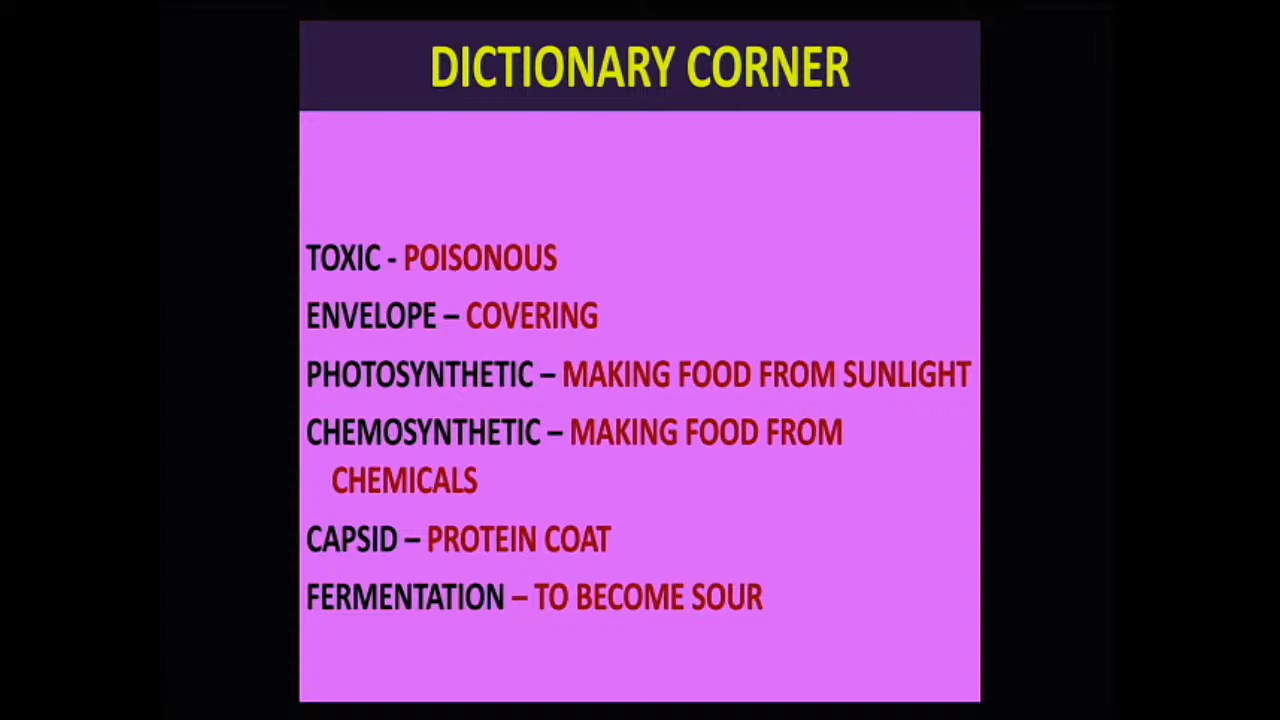 DICTIONARY CORNER
TOXIC - POISONOUS
ENVELOPE – COVERING
PHOTOSYNTHETIC – MAKING FOOD FROM SUNLIGHT
CHEMOSYNTHETIC – MAKING FOOD FROM
CHEMICALS
CAPSID – PROTEIN COAT
FERMENTATION – TO BECOME SOUR